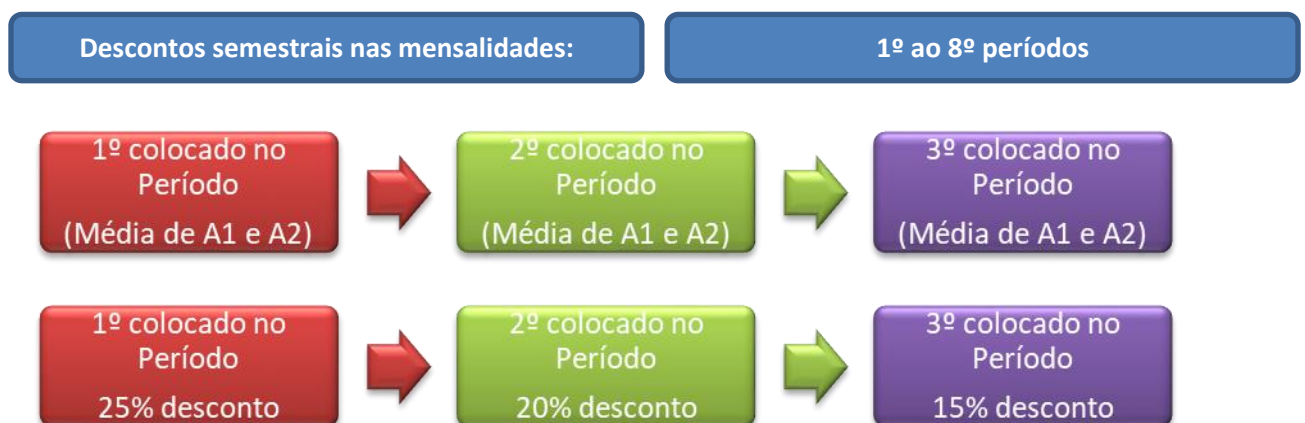 Descontos semestrais nas mensalidades:
1º ao 8º períodos
1º colocado no
Período
(Média de A1 e A2)
2º colocado no
Período
(Média de A1 e A2)
3º colocado no
Período
(Média de A1 e A2)
1º colocado no
Período
25% desconto
2º colocado no
Período
20% desconto
3º colocado no
Período
15% desconto